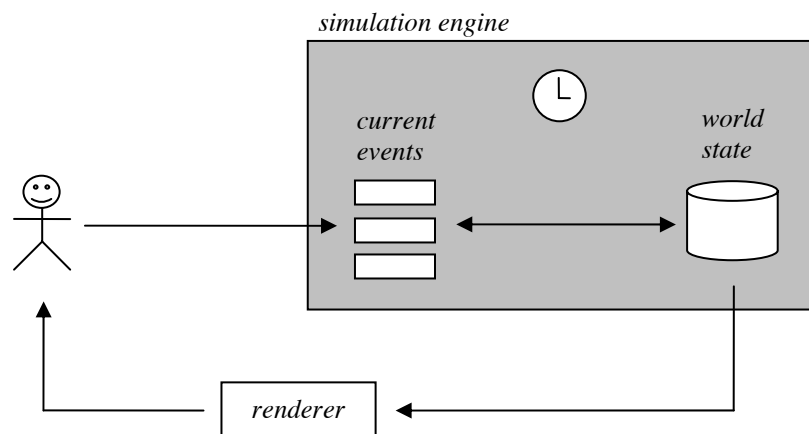 simulation engine
current
events
world
state
renderer